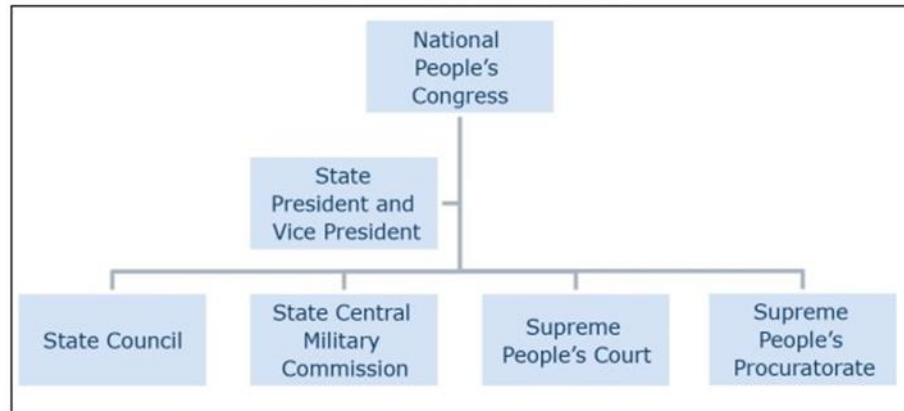 National
People's
Congress
State
President and
Vice President
State Council
State Central
Military
Commission
Supreme
People's Court
Supreme
People's
Procuratorate